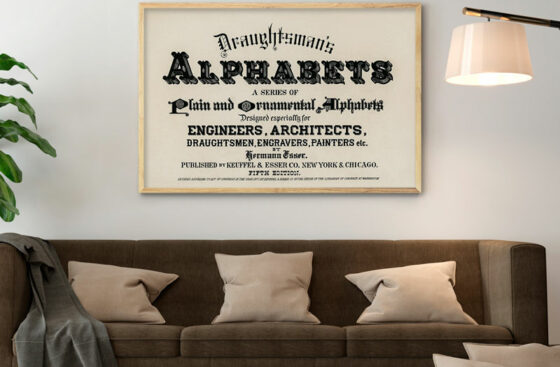 Draughtsman's
ALPHABETS
A SERIES OF
Plain and Ornamental Alphabets
Designed especially for
ENGINEERS, ARCHITECTS,
DRAUGHTSMEN, ENGRAVERS, PAINTERS etc.
BY
Hermann Esser.
PUBLISHED BY KEUFFEL & ESSER CO. NEW YORK & CHICAGO.
FIFTH EDITION.